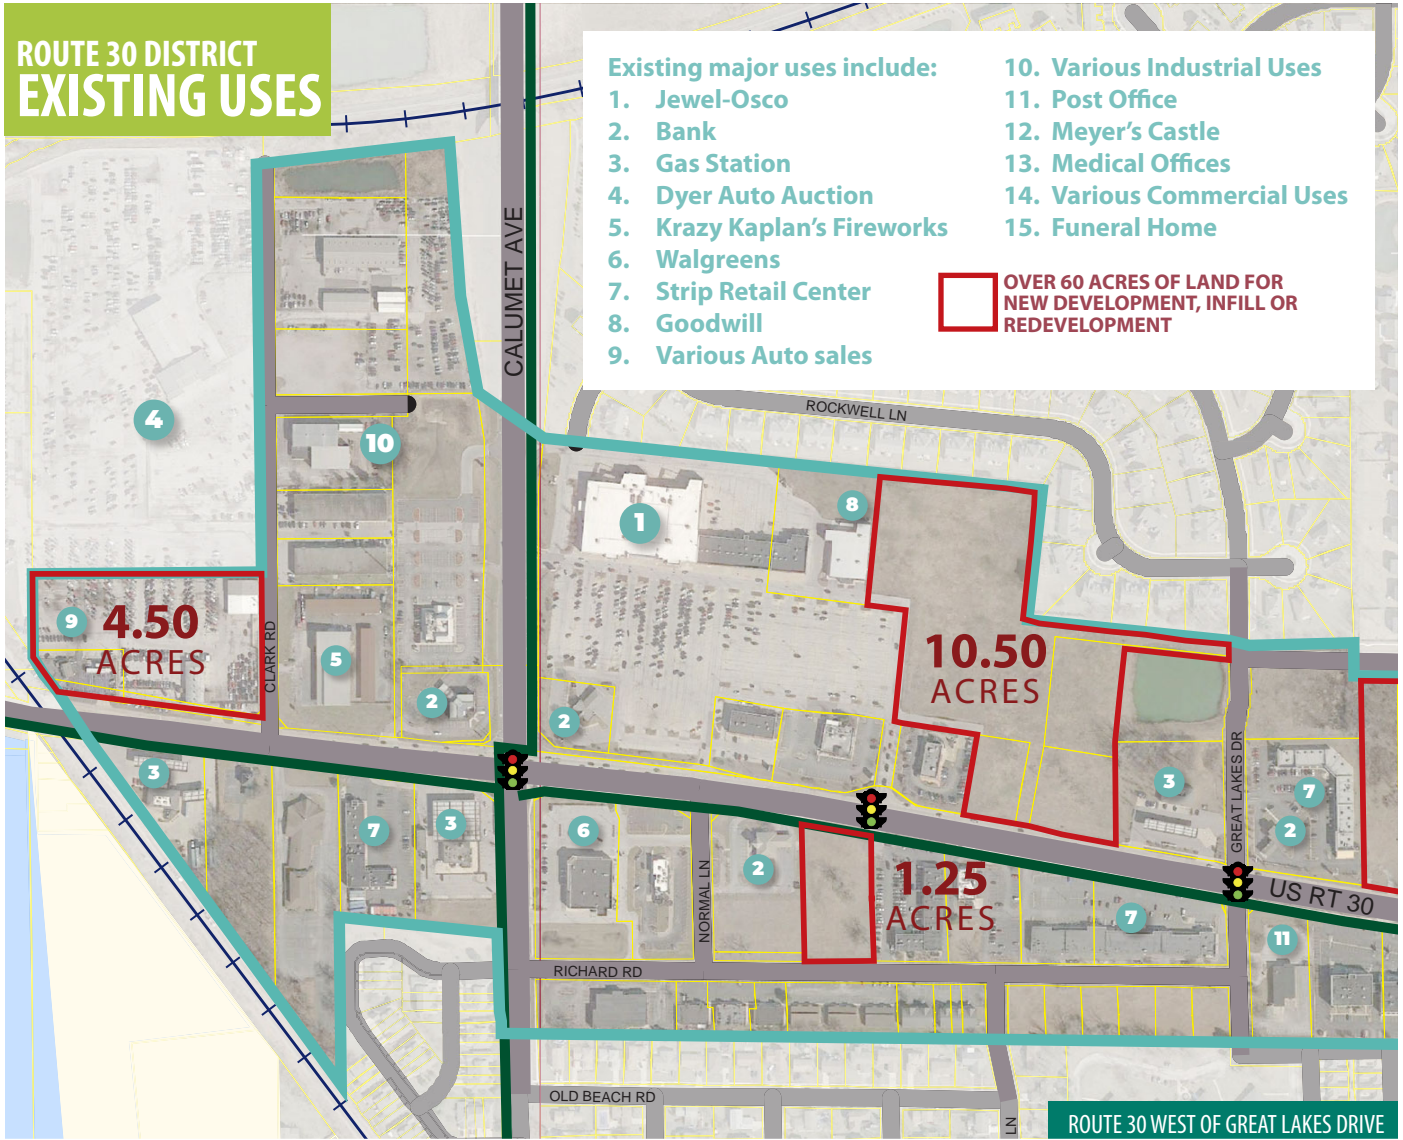 ROUTE 30 DISTRICT
EXISTING USES
Existing major uses include:
1. Jewel-Osco
2. Bank
3. Gas Station
4. Dyer Auto Auction
5. Krazy Kaplan's Fireworks
6. Walgreens
7. Strip Retail Center
8. Goodwill
9. Various Auto sales
10. Various Industrial Uses
11. Post Office
12. Meyer's Castle
13. Medical Offices
14. Various Commercial Uses
15. Funeral Home
OVER 60 ACRES OF LAND FOR
NEW DEVELOPMENT, INFILL OR
REDEVELOPMENT
CALUMET AVE
ROCKWELL LN
4
10
1
8
9
4.50
ACRES
CLARK RD
5
2
2
10.50
ACRES
3
7
3
6
2
NORMAL LN
1.25
ACRES
3
GREAT LAKES DR
7
2
US RT 30
7
11
RICHARD RD
OLD BEACH RD
LN
ROUTE 30 WEST OF GREAT LAKES DRIVE